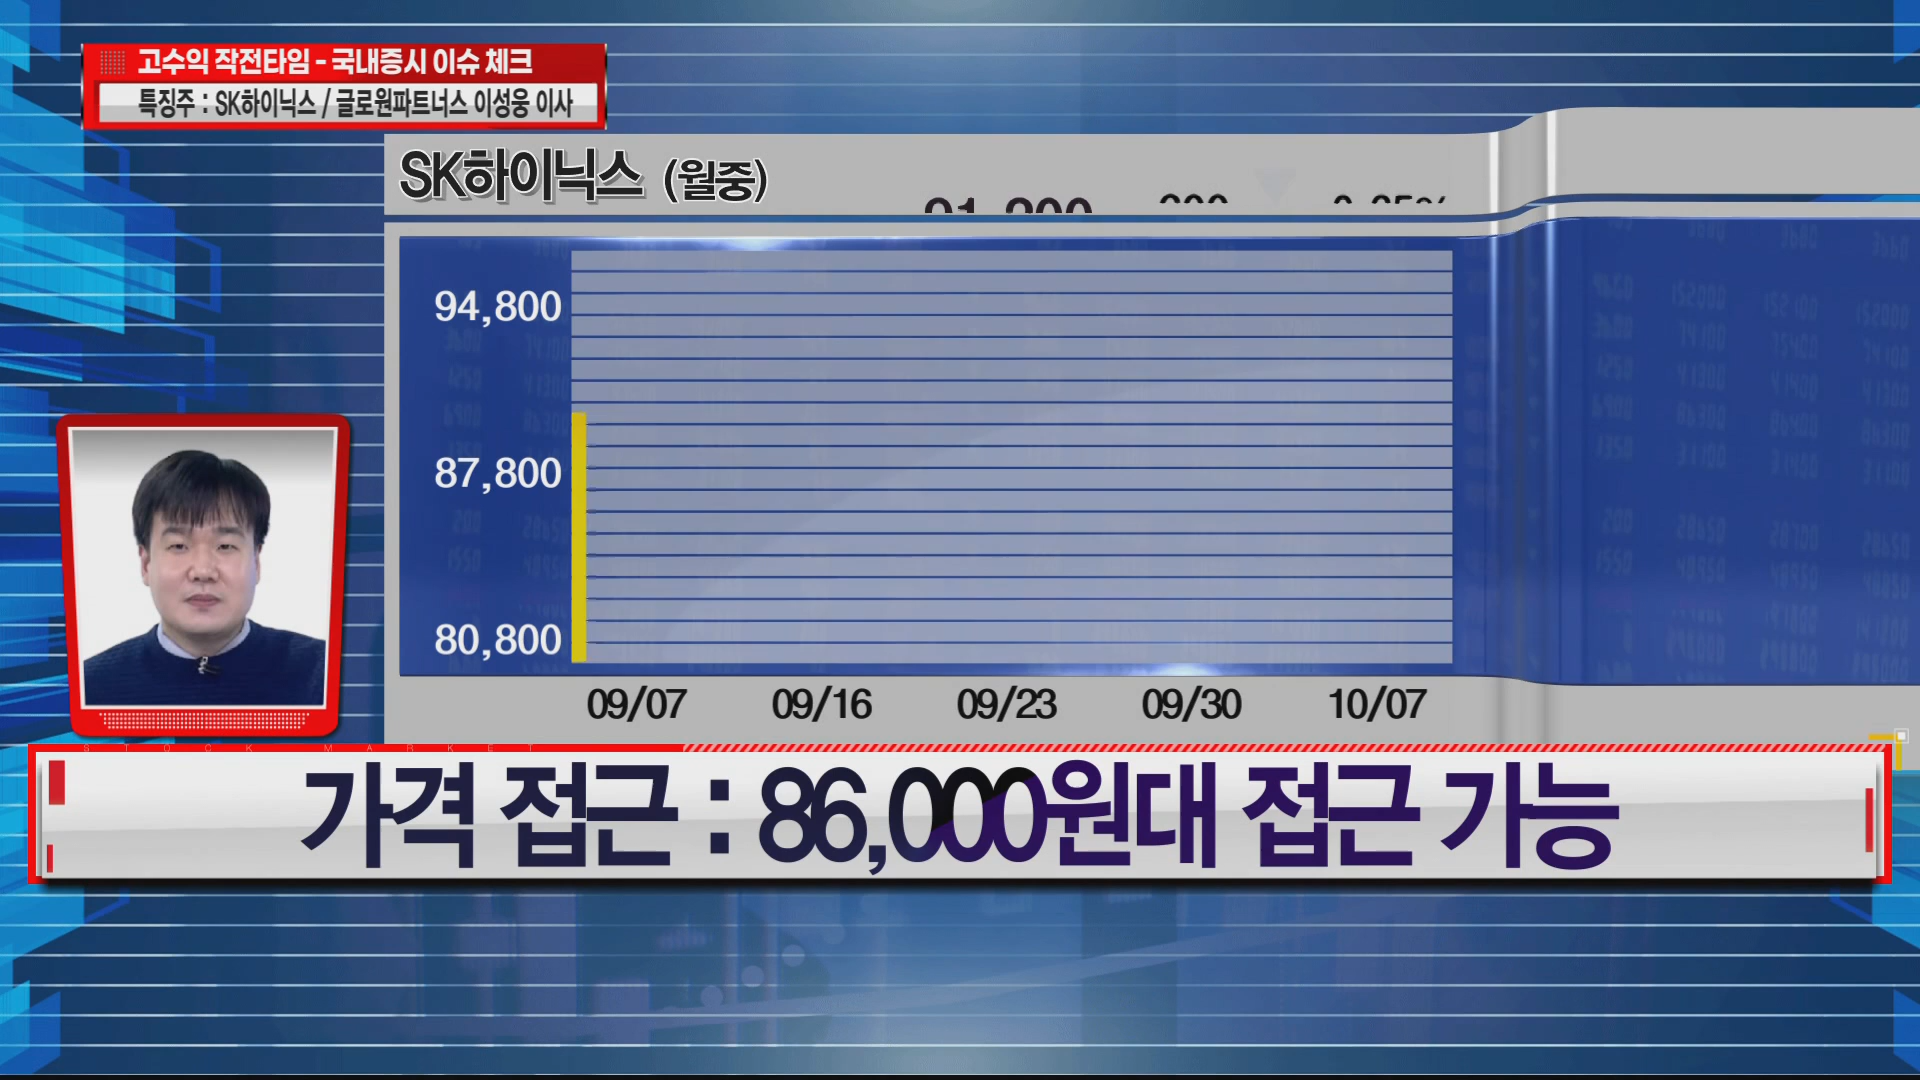 고수익 작전타임 - 국내증시 이슈 체크
특징주 : SK하이닉스 / 글로원파트너스 이성웅 이사
SK하이닉스 (월중)
94,800
87,800
80,800
09/07 09/16 09/23 09/30 10/07
STOCK MARKET
가격 접근 : 86,000원대 접근 가능